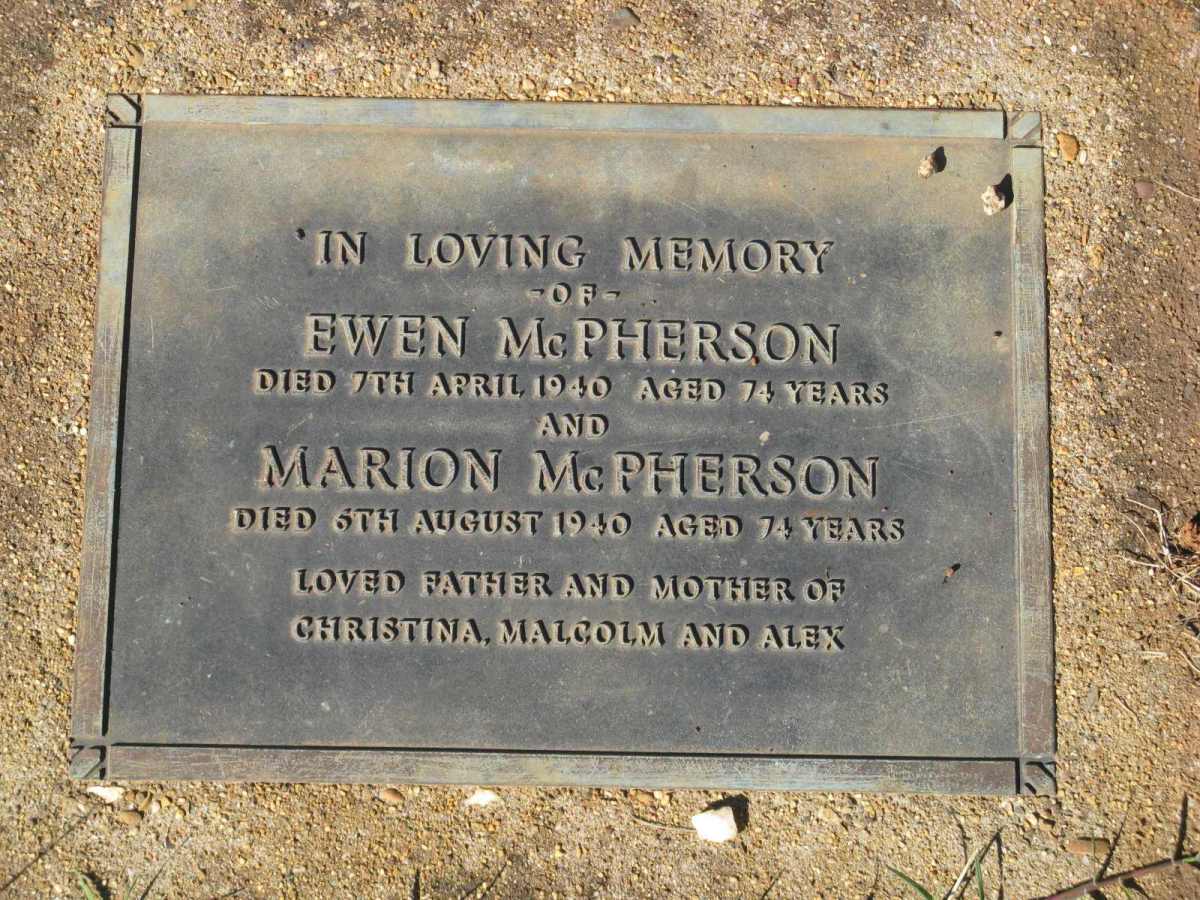 IN LOVING MEMORY
-OF-
EWEN McPHERSON
DIED 7TH APRIL, 1940 AGED 74 YEARS
AND
MARION McPHERSON
DIED 6TH AUGUST 1940 AGED 74 YEARS
LOVED FATHER AND MOTHER OF
CHRISTINA, MALCOLM AND ALEX